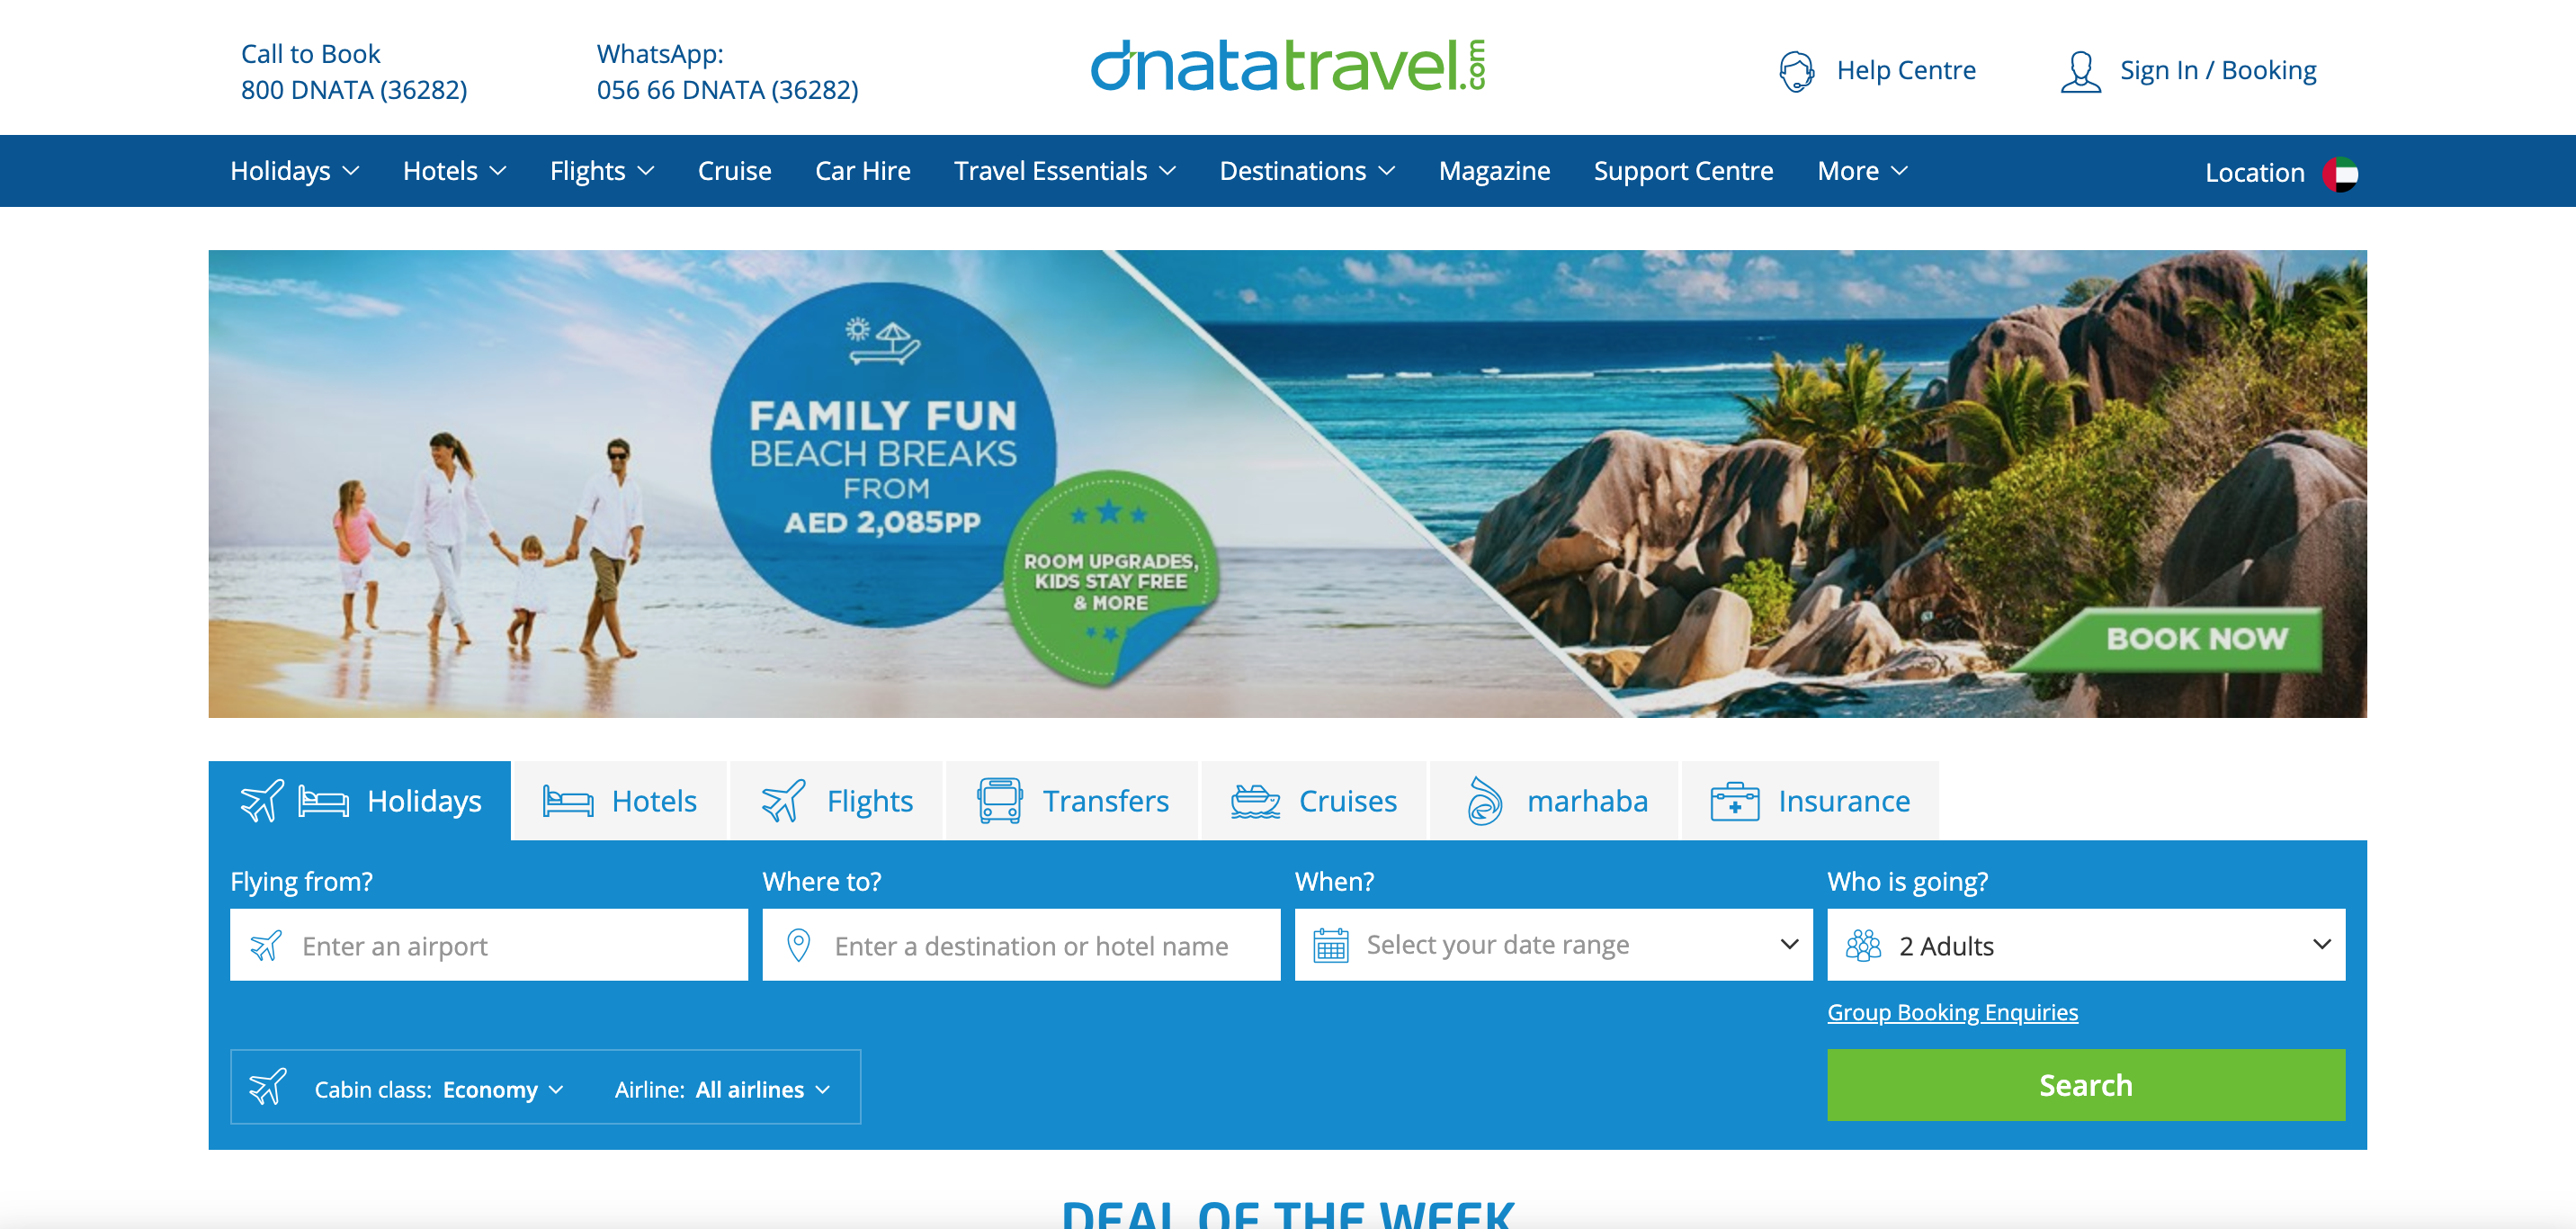 Call to Book
800 DNATA (36282)
WhatsApp:
056 66 DNATA (36282)
dnatatravel.com
Help Centre
Sign In / Booking
Holidays Hotels Flights Cruise Car Hire Travel Essentials Destinations Magazine Support Centre More Location
FAMILY FUN
BEACH BREAKS
FROM
AED 2,085PP
ROOM UPGRADES,
KIDS STAY FREE
& MORE
BOOK NOW
Holidays Hotels Flights Transfers Cruises marhaba Insurance
Flying from? Where to? When? Who is going?
Enter an airport Enter a destination or hotel name Select your date range 2 Adults
Group Booking Enquiries
Cabin class: Economy Airline: All airlines
Search
DEAL OF THE WEEK